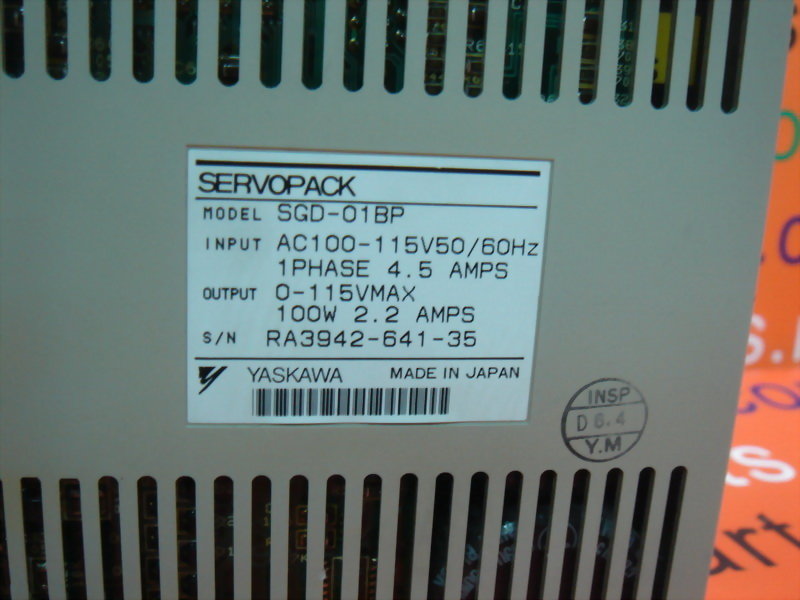 SERVOPACK
MODEL SGD-01BP
INPUT AC100-115V50/60Hz
1PHASE 4.5 AMPS
OUTPUT 0-115VMAX
100W 2.2 AMPS
S/N RA3942-641-35
YASKAWA MADE IN JAPAN
INSP
D 6.4
Y.M